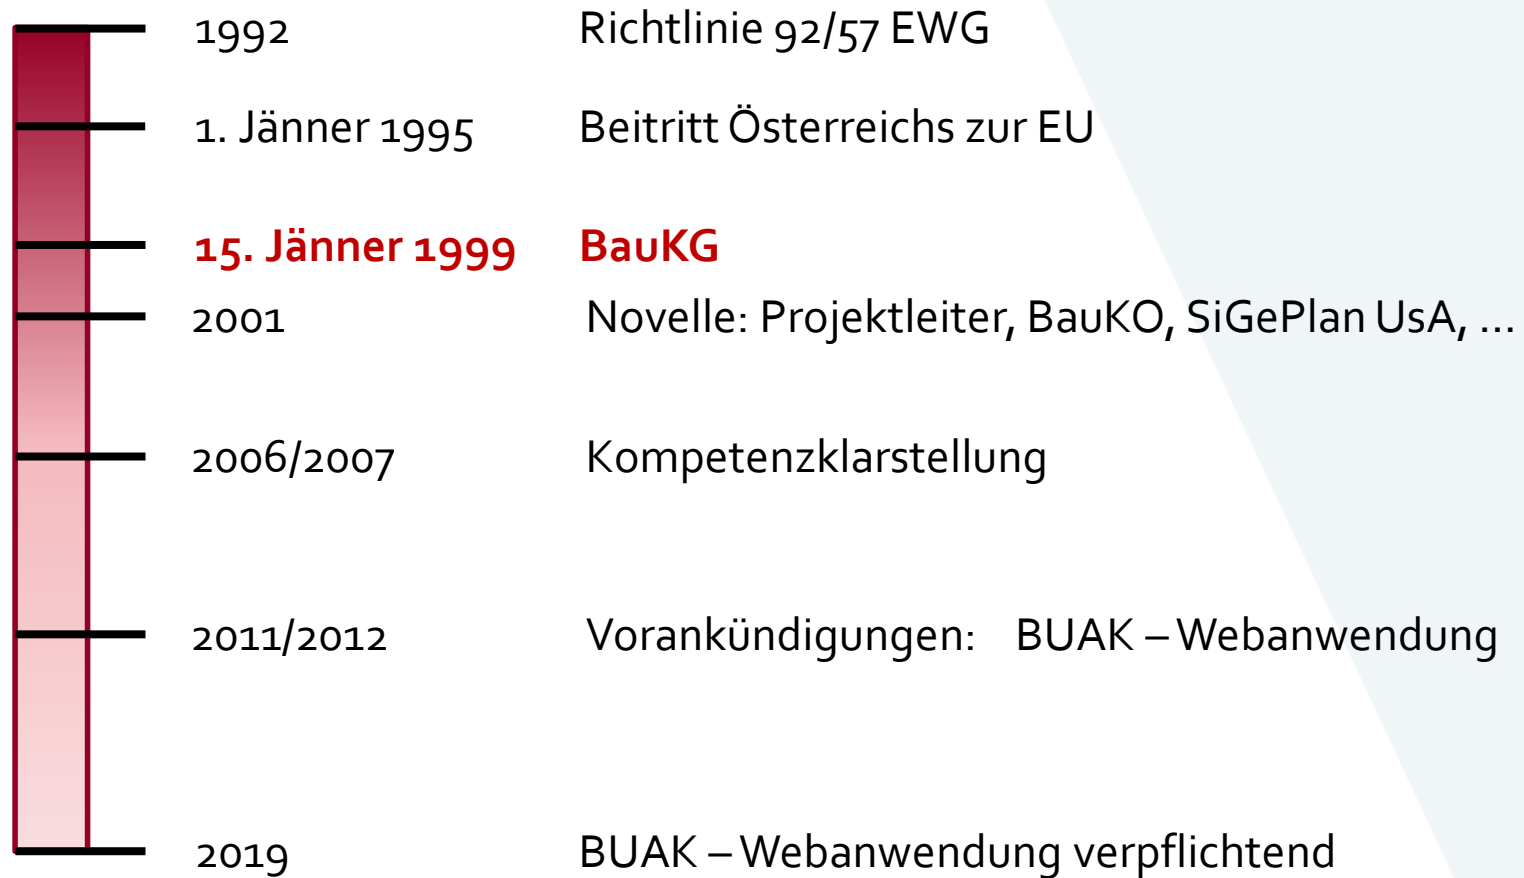 1992 Richtlinie 92/57 EWG
1. Jänner 1995 Beitritt Österreichs zur EU
15. Jänner 1999 BauKG
2001 Novelle: Projektleiter, BauKO, SiGePlan UsA, ...
2006/2007 Kompetenzklarstellung
2011/2012 Vorankündigungen: BUAK – Webanwendung
2019 BUAK – Webanwendung verpflichtend